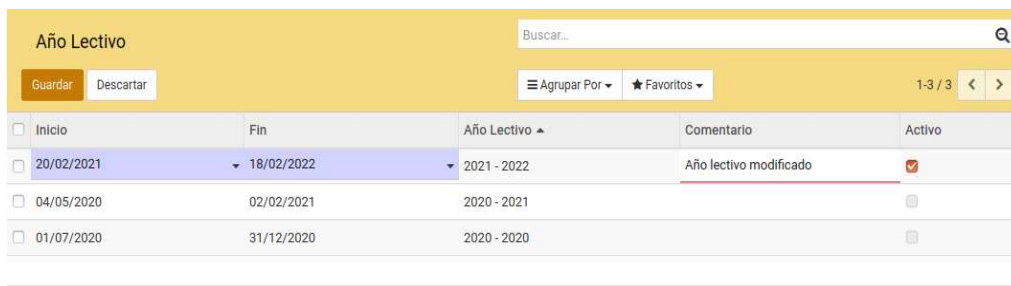 Año Lectivo
Buscar...
Guardar Descartar
Agrupar Por Favoritos 1-3 / 3
Inicio Fin Año Lectivo Comentario Activo
20/02/2021 18/02/2022 2021 - 2022 Año lectivo modificado
04/05/2020 02/02/2021 2020 - 2021
01/07/2020 31/12/2020 2020 - 2020